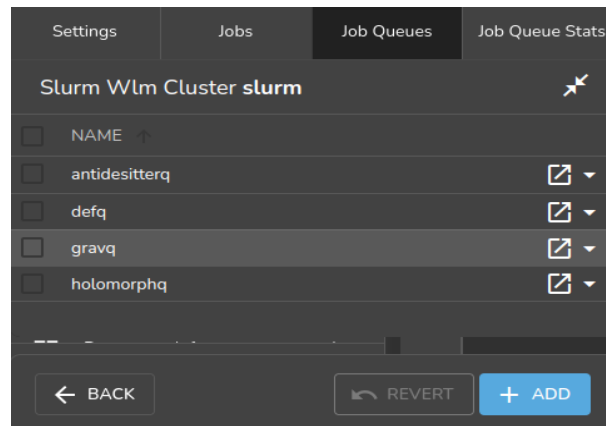 Settings Jobs Job Queues Job Queue Stats
Slurm Wlm Cluster slurm
NAME
antidesitterq
defq
gravq
holomorphq
BACK REVERT ADD